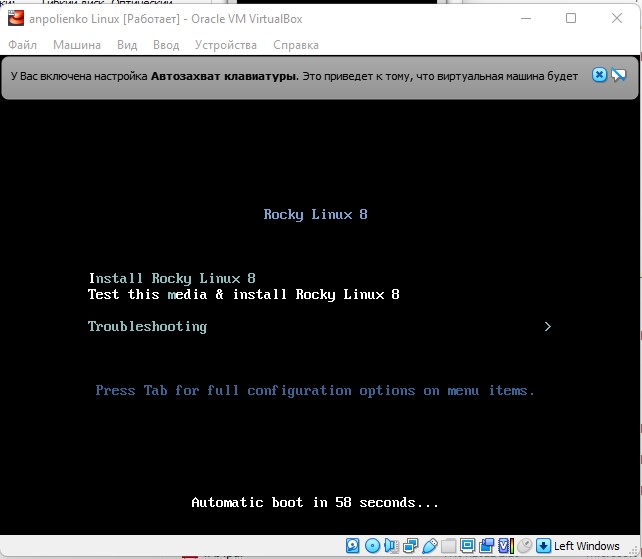 anpolienko Linux [Работает] - Oracle VM VirtualBox
Файл Машина Вид Ввод Устройства Справка
У Вас включена настройка Автозахват клавиатуры. Это приведет к тому, что виртуальная машина будет
Rocky Linux 8
Install Rocky Linux 8
Test this media & install Rocky Linux 8
Troubleshooting >
Press Tab for full configuration options on menu items.
Automatic boot in 58 seconds...
Left Windows